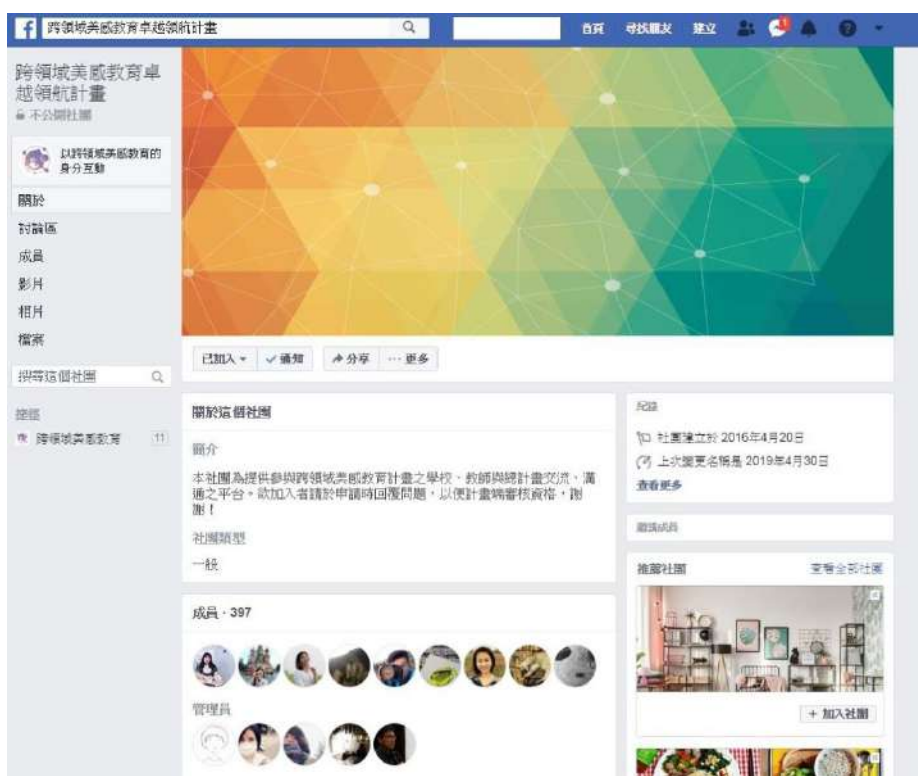 跨領域美感教育卓越領航計畫
首頁 尋找朋友 建立
跨領域美感教育卓
越領航計畫
不公開社團
以跨領域美感教育的
身分互動
關於
討論區
成員
影片
相片
檔案
搜尋這個社團
捷徑
跨領域美感教育 11
已加入 通知 分享 更多
關於這個社團
簡介
本社團為提供參與跨領域美感教育計畫之學校、教師與總計畫交流、溝
通之平台。欲加入者請於申請時回覆問題，以便計畫端審核資格，謝
謝！
社團類型
一般
成員 · 397
管理員
紀錄
社團建立於 2016年4月20日
上次變更名稱是 2019年4月30日
查看更多
邀請成員
推薦社團 查看全部社團
+ 加入社團